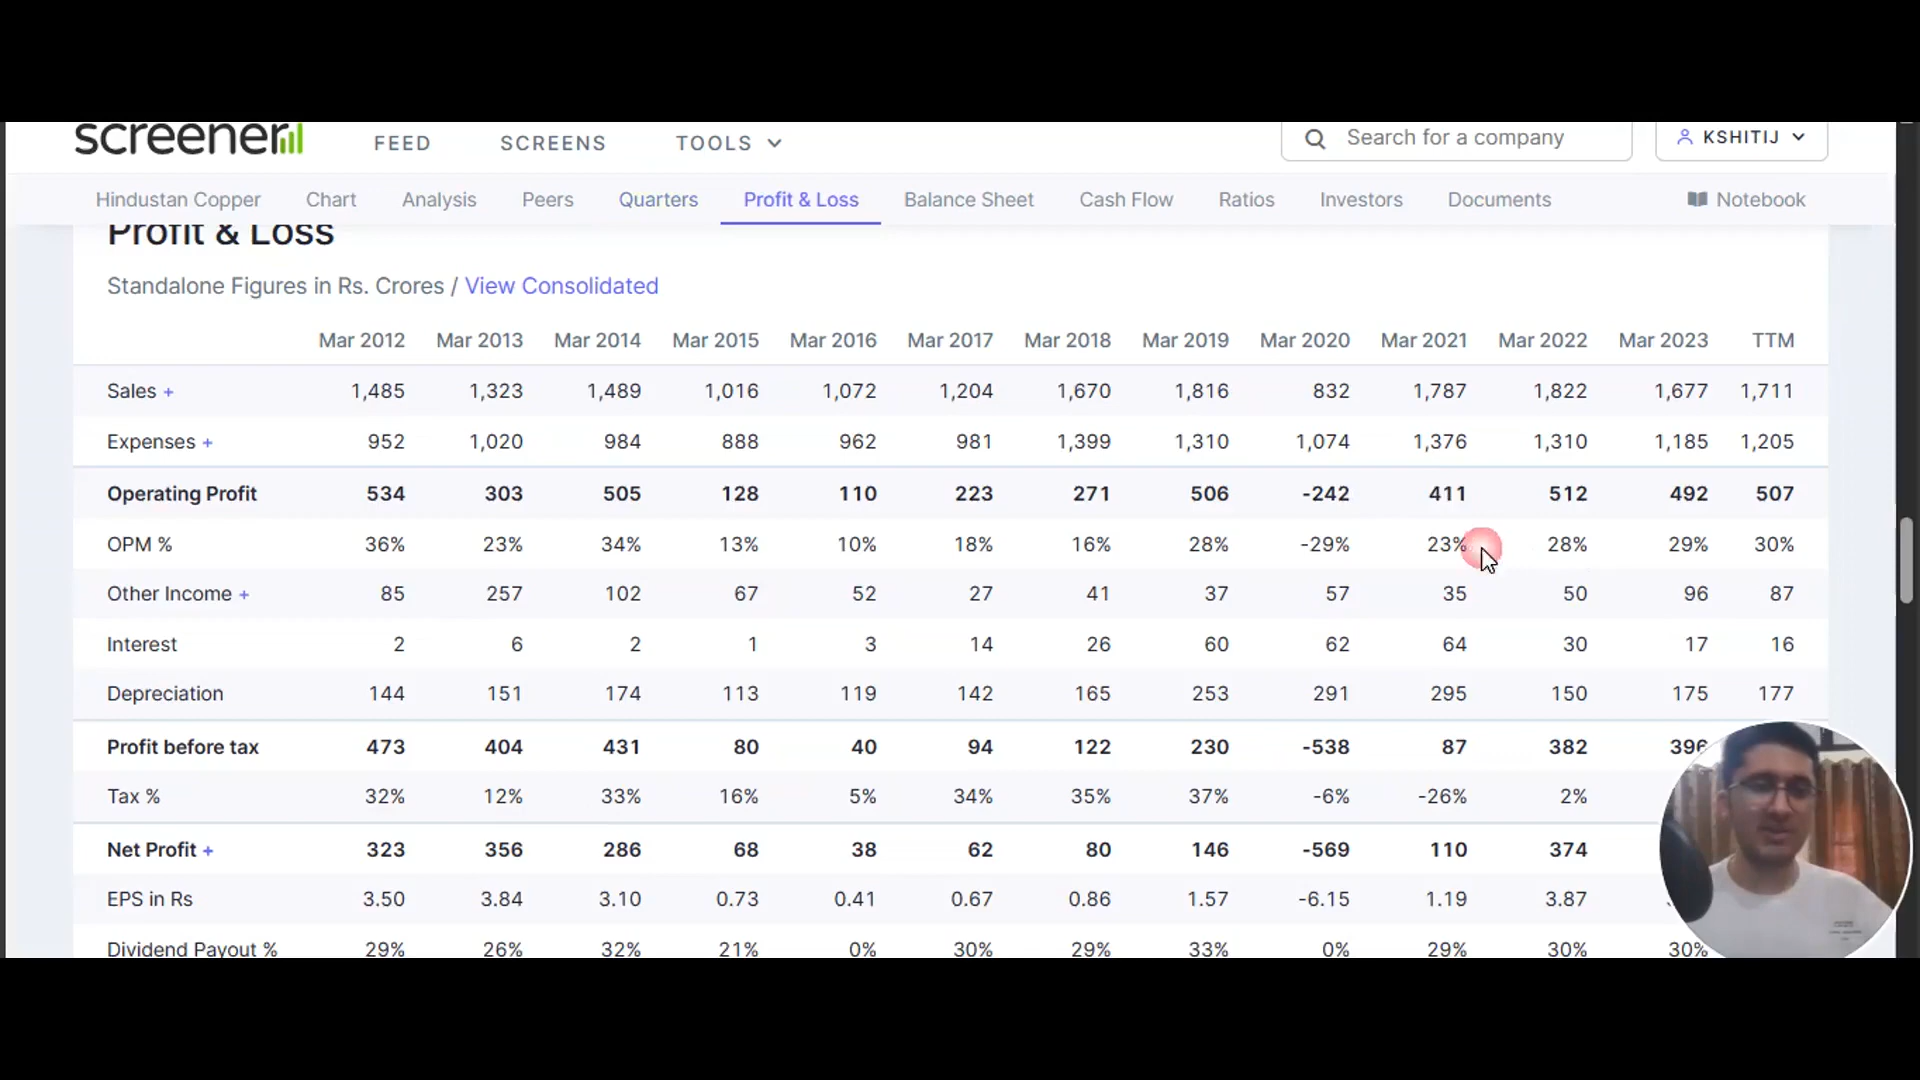 screener
FEED SCREENS TOOLS
Search for a company
KSHITIJ
Hindustan Copper Chart Analysis Peers Quarters Profit & Loss Balance Sheet Cash Flow Ratios Investors Documents Notebook
Profit & Loss
Standalone Figures in Rs. Crores / View Consolidated
Mar 2012 Mar 2013 Mar 2014 Mar 2015 Mar 2016 Mar 2017 Mar 2018 Mar 2019 Mar 2020 Mar 2021 Mar 2022 Mar 2023 TTM
Sales + 1,485 1,323 1,489 1,016 1,072 1,204 1,670 1,816 832 1,787 1,822 1,677 1,711
Expenses + 952 1,020 984 888 962 981 1,399 1,310 1,074 1,376 1,310 1,185 1,205
Operating Profit 534 303 505 128 110 223 271 506 -242 411 512 492 507
OPM % 36% 23% 34% 13% 10% 18% 16% 28% -29% 23% 28% 29% 30%
Other Income + 85 257 102 67 52 27 41 37 57 35 50 96 87
Interest 2 6 2 1 3 14 26 60 62 64 30 17 16
Depreciation 144 151 174 113 119 142 165 253 291 295 150 175 177
Profit before tax 473 404 431 80 40 94 122 230 -538 87 382 396
Tax % 32% 12% 33% 16% 5% 34% 35% 37% -6% -26% 2%
Net Profit + 323 356 286 68 38 62 80 146 -569 110 374
EPS in Rs 3.50 3.84 3.10 0.73 0.41 0.67 0.86 1.57 -6.15 1.19 3.87
Dividend Payout % 29% 26% 32% 21% 0% 30% 29% 33% 0% 29% 30% 30%